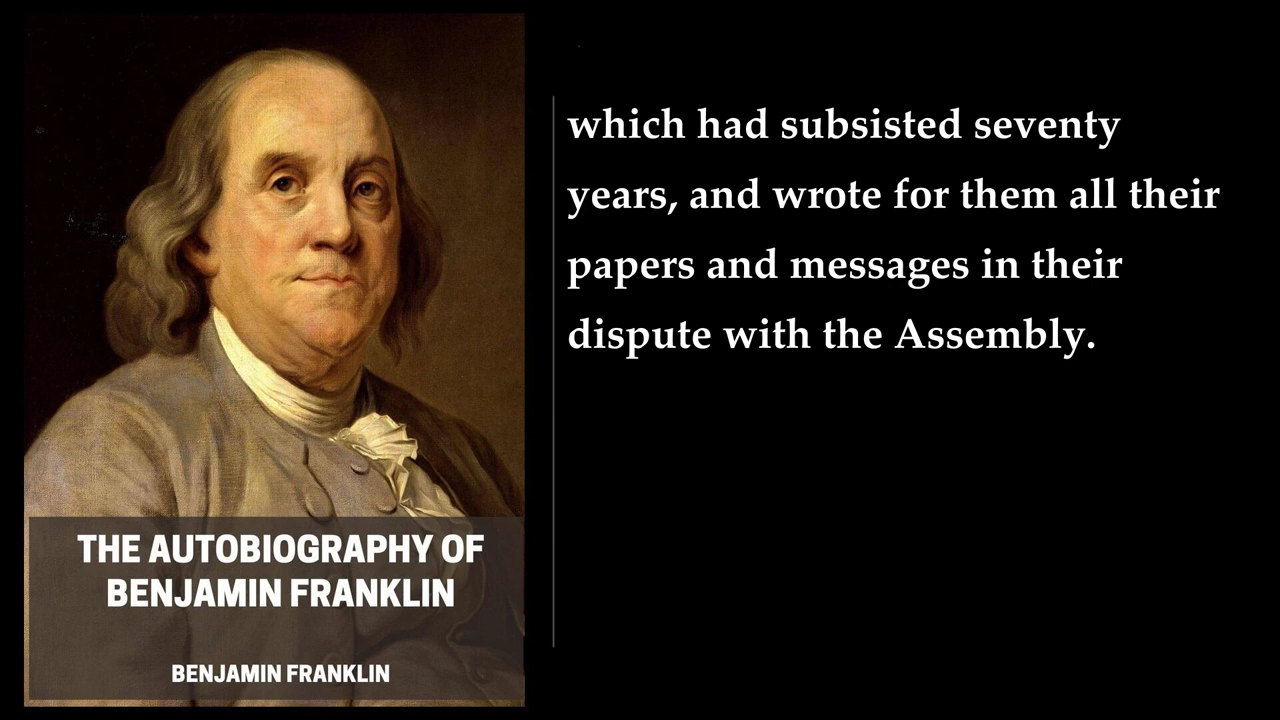 which had subsisted seventy
years, and wrote for them all their
papers and messages in their
dispute with the Assembly.
THE AUTOBIOGRAPHY OF
BENJAMIN FRANKLIN
BENJAMIN FRANKLIN